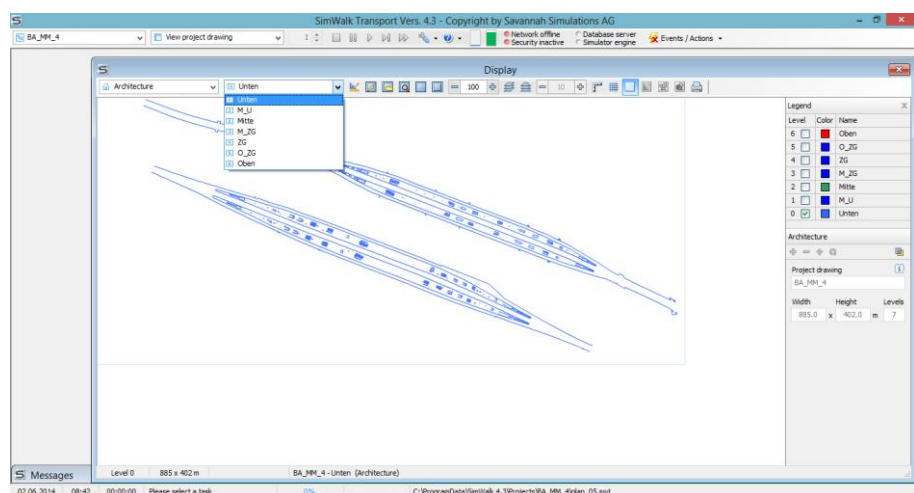 SimWalk Transport Vers. 4.3 - Copyright by Savannah Simulations AG
BA_MM_4
View project drawing
1
Network offline
Security inactive
Database server
Simulator engine
Events / Actions
Display
Architecture
Unten
100
10
Unten
M_U
Mitte
M_ZG
ZG
O_ZG
Oben
Legend
Level Color Name
6 Oben
5 O_ZG
4 ZG
3 M_ZG
2 Mitte
1 M_U
0 Unten
Architecture
Project drawing
BA_MM_4
Width Height Levels
885.0 x 402.0 m 7
Level 0 885 x 402 m BA_MM_4 - Unten (Architecture)
Messages
02.06.2014 08:42 00:00:00 Please select a task 0%